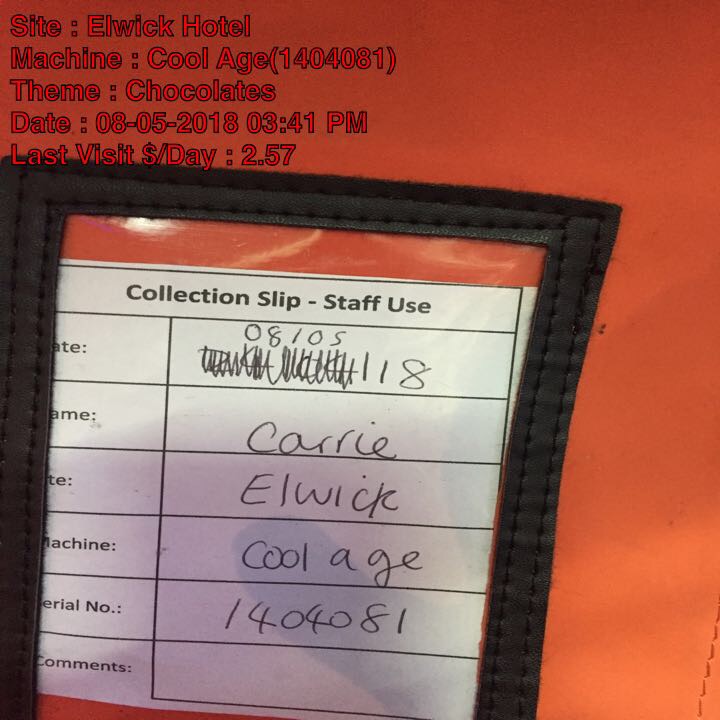 Site : Elwick Hotel
Machine : Cool Age(1404081)
Theme : Chocolates
Date : 08-05-2018 03:41 PM
Last Visit $/Day : 2.57
Collection Slip - Staff Use
08/05
ate: /18
ame: Carrie
te: Elwick
achine: Cool age
erial No.: 1404081
Comments: